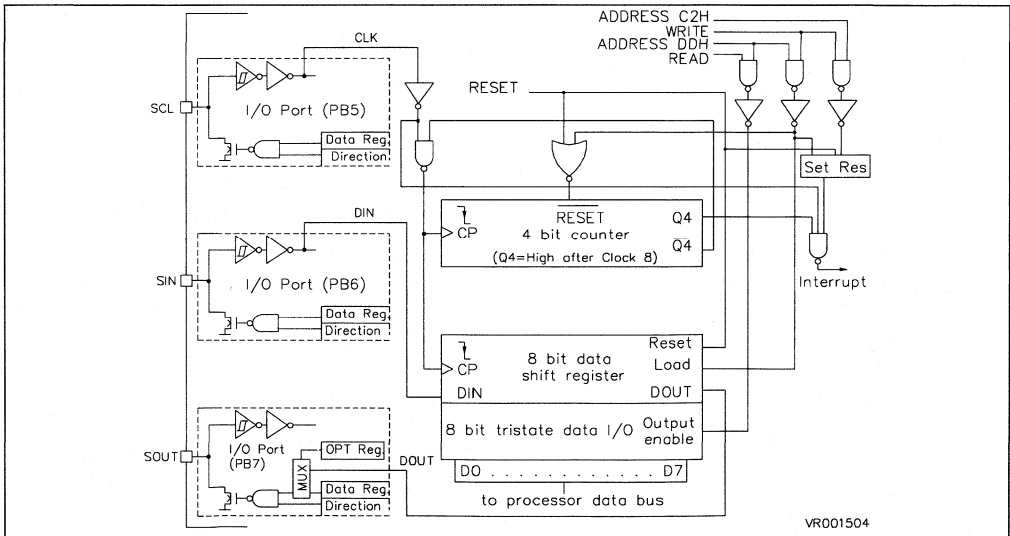 ADDRESS C2H
WRITE
ADDRESS DDH
READ
CLK
RESET
SCL
I/O Port (PB5)
Data Reg.
Direction
Set Res
RESET
CP
4 bit counter
(Q4=High after Clock 8)
Q4
Q4
Interrupt
DIN
SIN
I/O Port (PB6)
Data Reg.
Direction
CP
DIN
8 bit data
shift register
Reset
Load
DOUT
8 bit tristate data I/O
Output
enable
D0 . . . . . . . . . . . . D7
to processor data bus
SOUT
I/O Port
(PB7)
OPT Reg.
MUX
DOUT
Data Reg.
Direction
VR001504